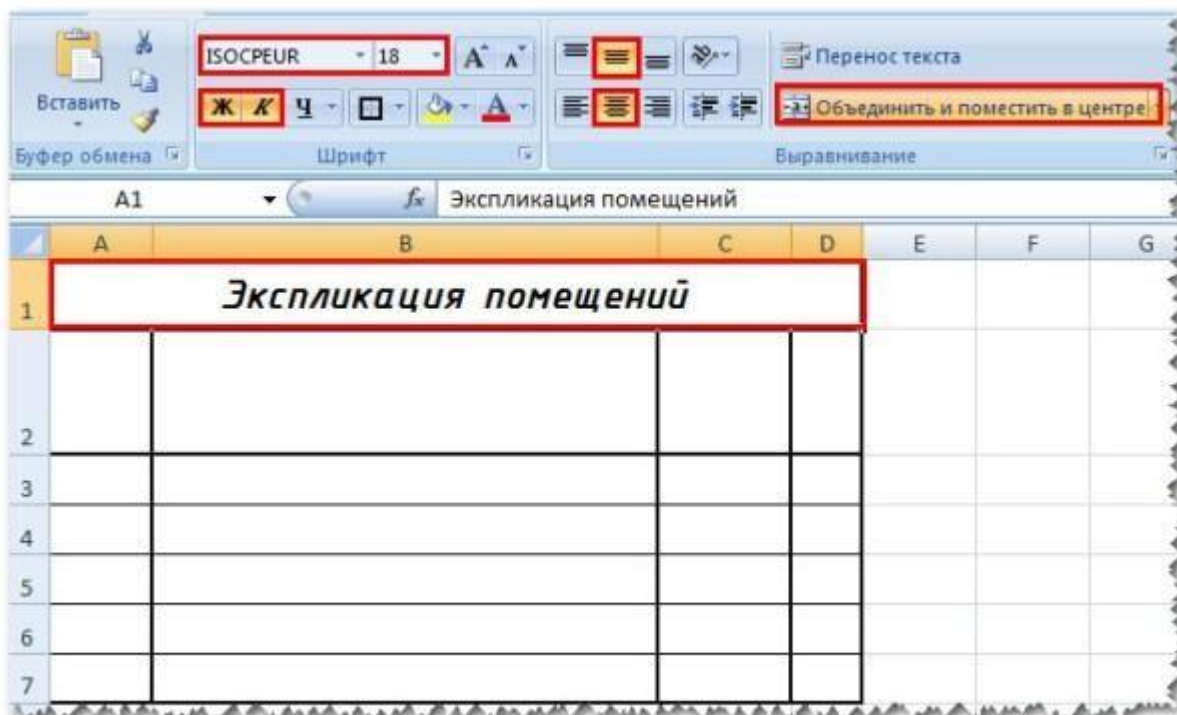 ISOCPEUR 18 А А
Вставить
Ж К Ч А
Перенос текста
Объединить и поместить в центре
Буфер обмена Шрифт Выравнивание
A1 fx Экспликация помещений
A B C D E F G
1 Экспликация помещений
2
3
4
5
6
7